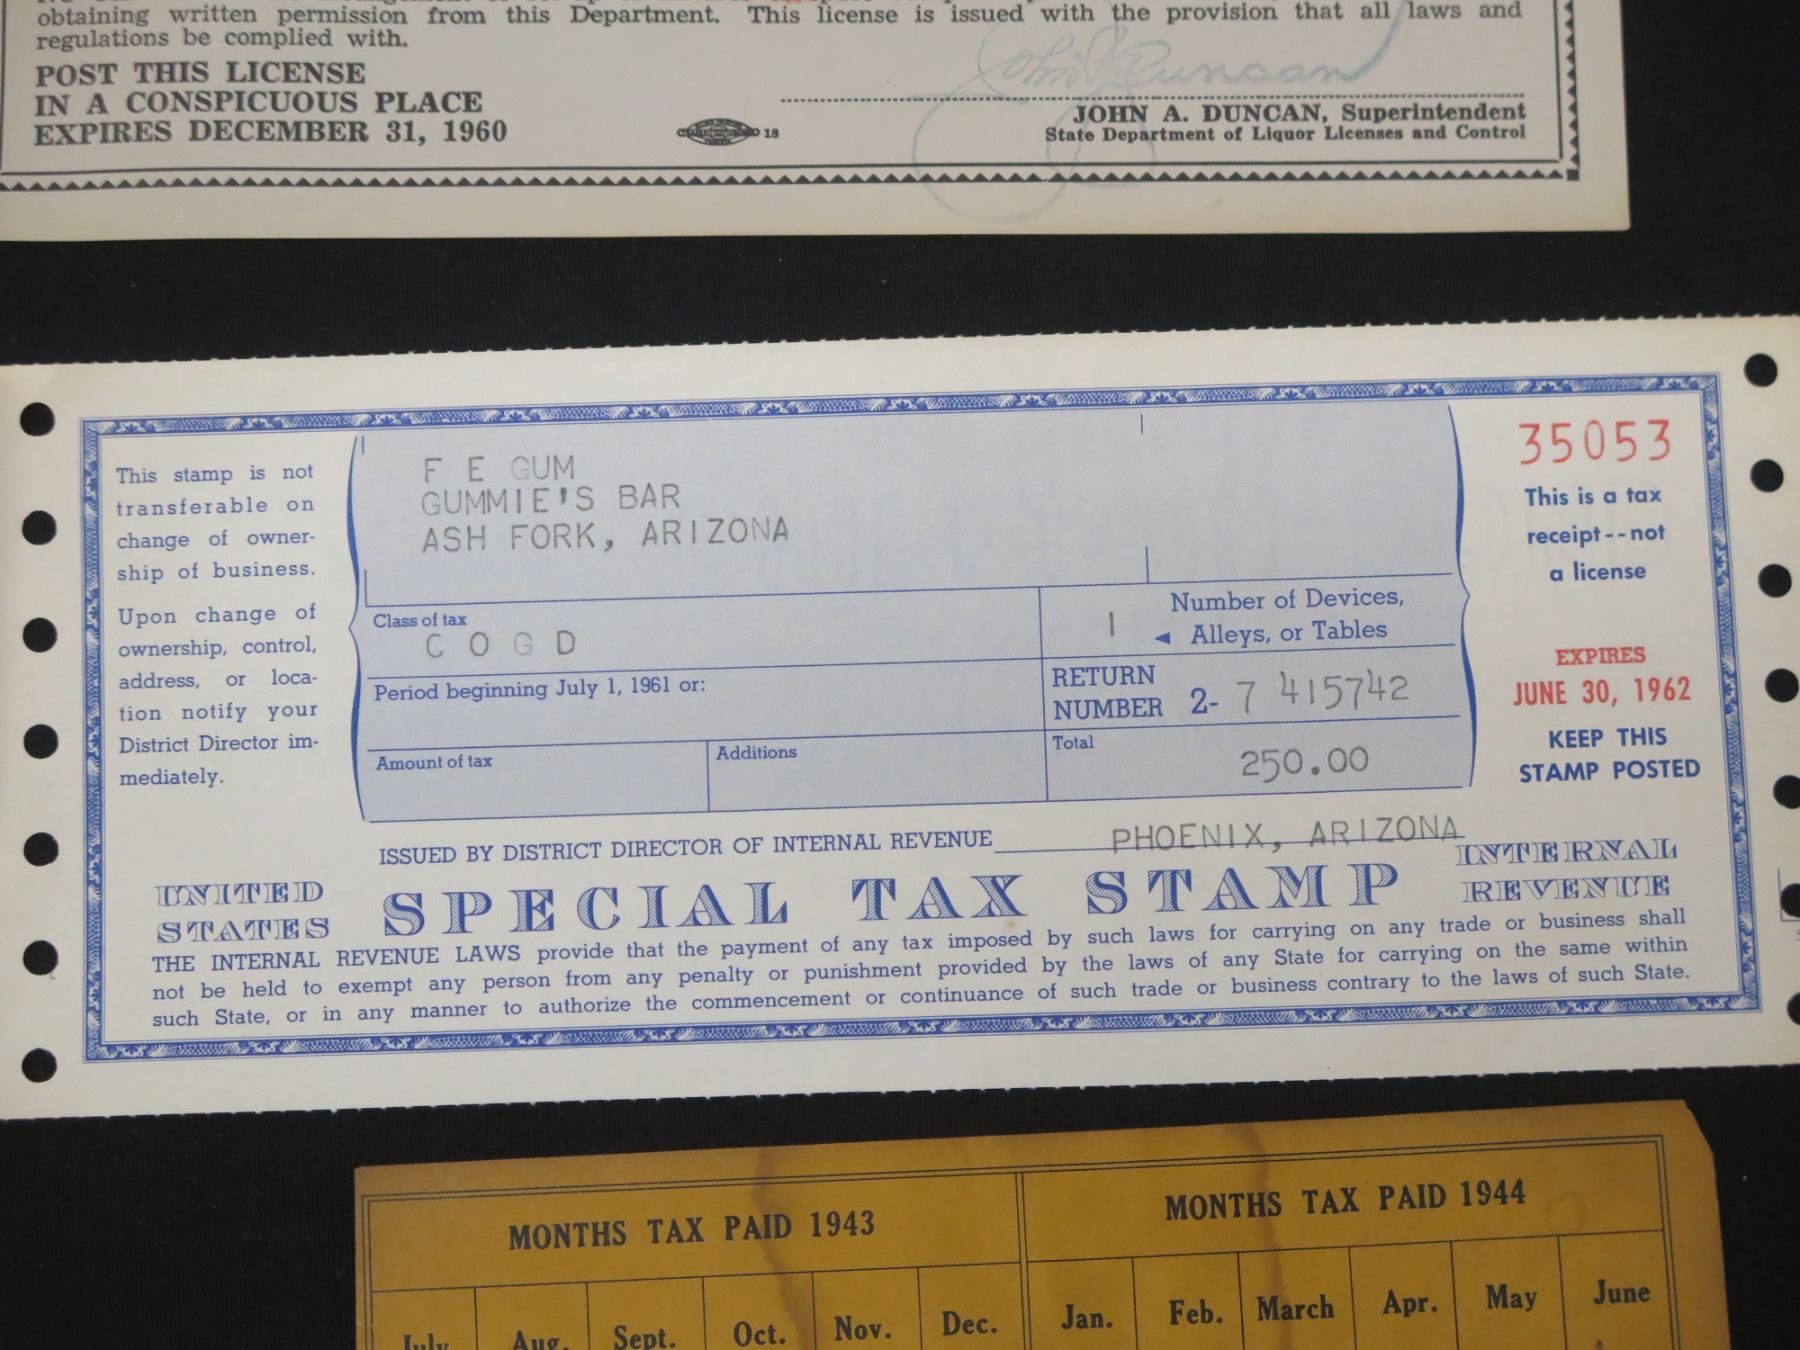 obtaining written permission from this Department. This license is issued with the provision that all laws and
regulations be complied with.
POST THIS LICENSE
IN A CONSPICUOUS PLACE
EXPIRES DECEMBER 31, 1960
18
John A Duncan
JOHN A. DUNCAN, Superintendent
State Department of Liquor Licenses and Control
This stamp is not
transferable on
change of owner-
ship of business.
Upon change of
ownership, control,
address, or loca-
tion notify your
District Director im-
mediately.
F E GUM
GUMMIE'S BAR
ASH FORK, ARIZONA
Class of tax
C O G D
1 ◄ Number of Devices,
Alleys, or Tables
Period beginning July 1, 1961 or:
RETURN
NUMBER 2- 7 415742
Amount of tax
Additions
Total
250.00
35053
This is a tax
receipt--not
a license
EXPIRES
JUNE 30, 1962
KEEP THIS
STAMP POSTED
ISSUED BY DISTRICT DIRECTOR OF INTERNAL REVENUE PHOENIX, ARIZONA
UNITED
STATES
SPECIAL TAX STAMP
INTERNAL
REVENUE
THE INTERNAL REVENUE LAWS provide that the payment of any tax imposed by such laws for carrying on any trade or business shall
not be held to exempt any person from any penalty or punishment provided by the laws of any State for carrying on the same within
such State, or in any manner to authorize the commencement or continuance of such trade or business contrary to the laws of such State.
MONTHS TAX PAID 1943
MONTHS TAX PAID 1944
July Aug. Sept. Oct. Nov. Dec. Jan. Feb. March Apr. May June